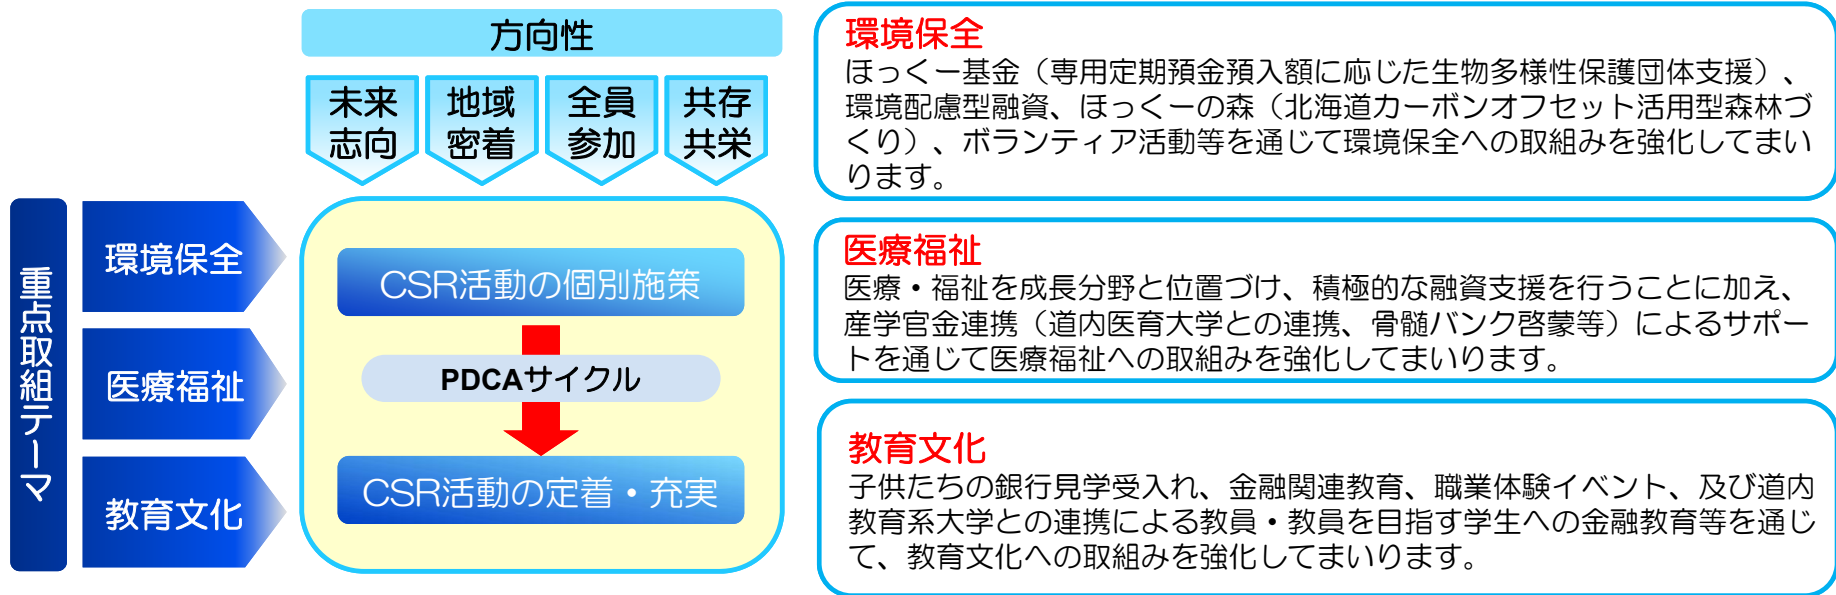 方向性
未来
志向
地域
密着
全員
参加
共存
共栄
重点取組テーマ
環境保全
医療福祉
教育文化
CSR活動の個別施策
PDCAサイクル
CSR活動の定着・充実
環境保全
ほっくー基金（専用定期預金預入額に応じた生物多様性保護団体支援）、
環境配慮型融資、ほっくーの森（北海道カーボンオフセット活用型森林づ
くり）、ボランティア活動等を通じて環境保全への取組みを強化してまい
ります。
医療福祉
医療・福祉を成長分野と位置づけ、積極的な融資支援を行うことに加え、
産学官金連携（道内医育大学との連携、骨髄バンク啓蒙等）によるサポー
トを通じて医療福祉への取組みを強化してまいります。
教育文化
子供たちの銀行見学受入れ、金融関連教育、職業体験イベント、及び道内
教育系大学との連携による教員・教員を目指す学生への金融教育等を通じ
て、教育文化への取組みを強化してまいります。